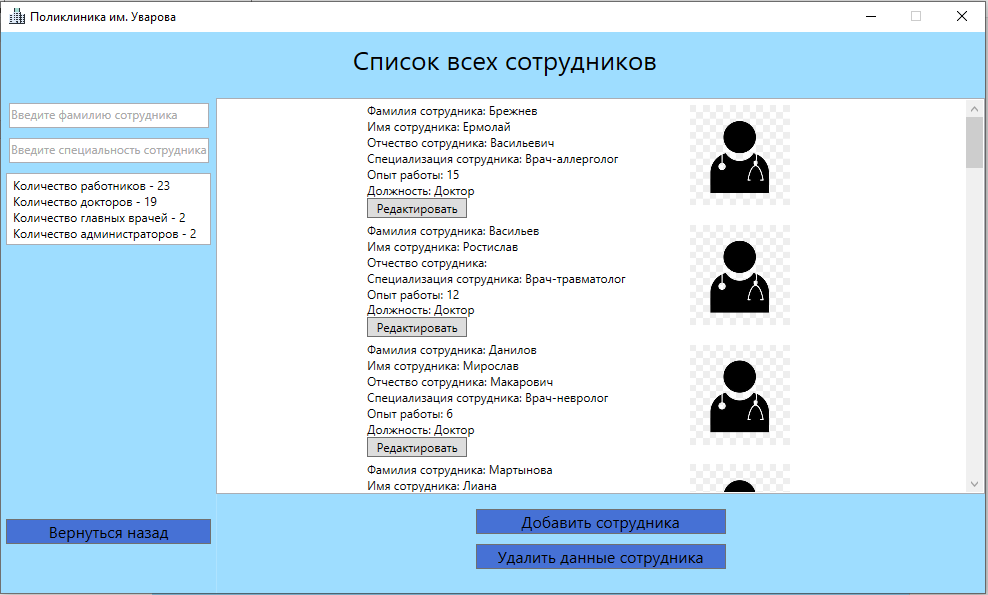 Поликлиника им. Уварова
Список всех сотрудников
Введите фамилию сотрудника
Введите специальность сотрудника
Количество работников - 23
Количество докторов - 19
Количество главных врачей - 2
Количество администраторов - 2
Фамилия сотрудника: Брежнев
Имя сотрудника: Ермолай
Отчество сотрудника: Васильевич
Специализация сотрудника: Врач-аллерголог
Опыт работы: 15
Должность: Доктор
Редактировать
Фамилия сотрудника: Васильев
Имя сотрудника: Ростислав
Отчество сотрудника:
Специализация сотрудника: Врач-травматолог
Опыт работы: 12
Должность: Доктор
Редактировать
Фамилия сотрудника: Данилов
Имя сотрудника: Мирослав
Отчество сотрудника: Макарович
Специализация сотрудника: Врач-невролог
Опыт работы: 6
Должность: Доктор
Редактировать
Фамилия сотрудника: Мартынова
Имя сотрудника: Лиана
Вернуться назад
Добавить сотрудника
Удалить данные сотрудника